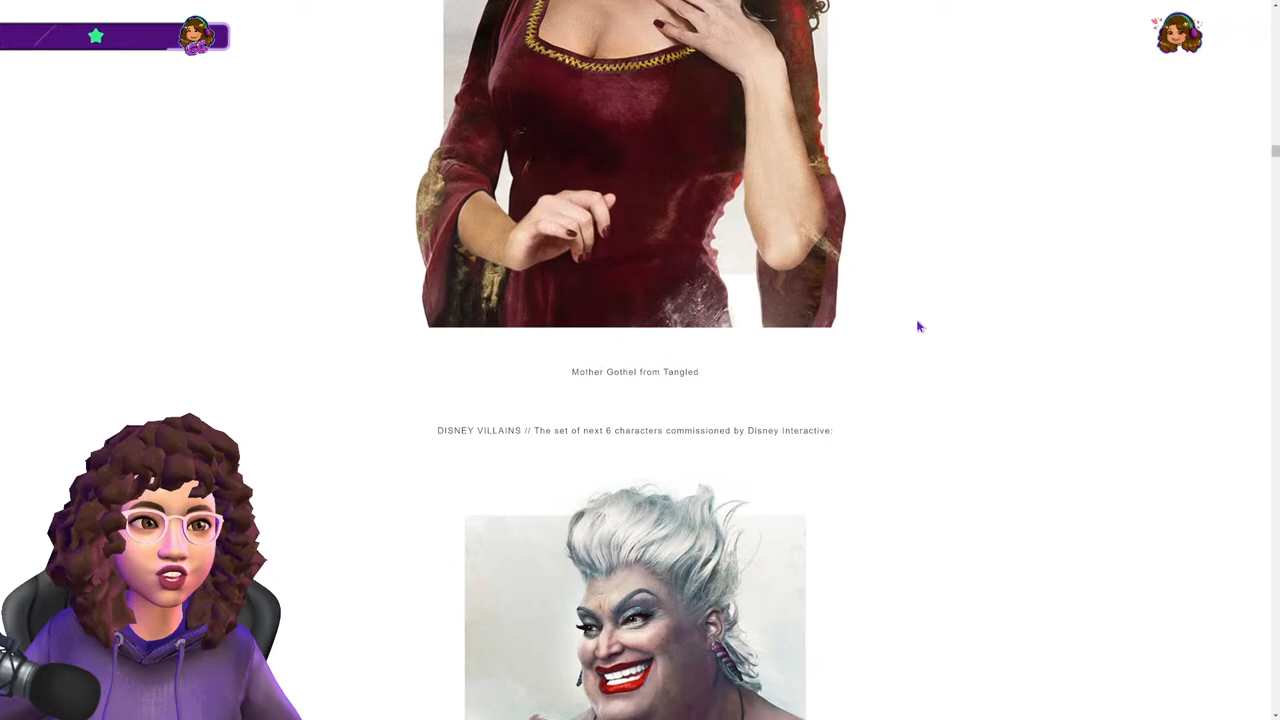 Mother Gothel from Tangled
DISNEY VILLAINS // The set of next 6 characters commissioned by Disney Interactive: